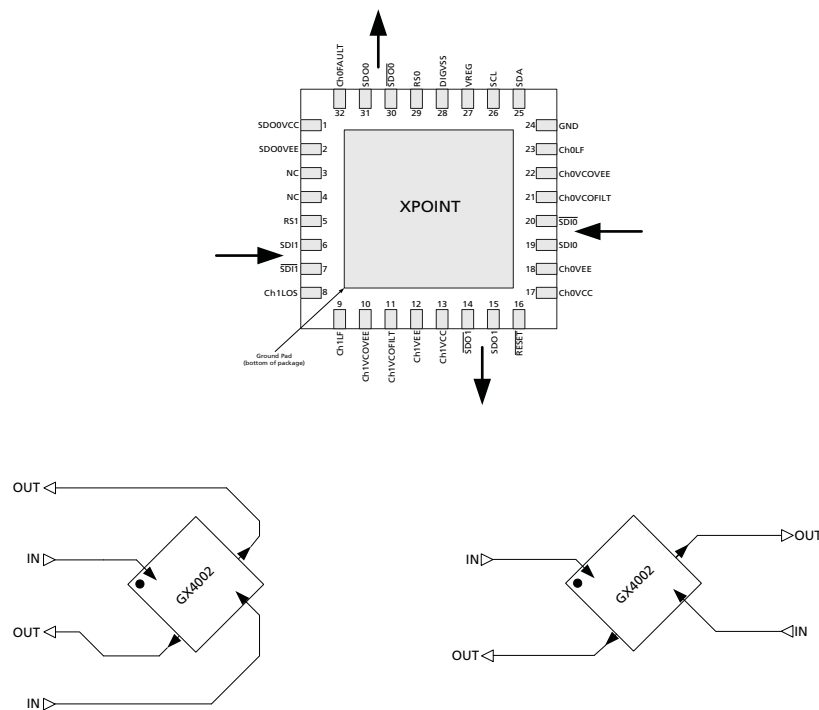 Ch0FAULT
SDO0
SDO0
RS0
DIGVSS
VREG
SCL
SDA
32
31
30
29
28
27
26
25
SDO0VCC 1
SDO0VEE 2
NC 3
NC 4
RS1 5
SDI1 6
SDI1 7
Ch1LOS 8
XPOINT
24 GND
23 Ch0LF
22 Ch0VCOVEE
21 Ch0VCOFILT
20 SDI0
19 SDI0
18 Ch0VEE
17 Ch0VCC
9
10
11
12
13
14
15
16
Ch1LF
Ch1VCOVEE
Ch1VCOFILT
Ch1VEE
Ch1VCC
SDO1
SDO1
RESET
Ground Pad
(bottom of package)
OUT
IN
OUT
IN
GX4002
IN
OUT
GX4002
OUT
IN